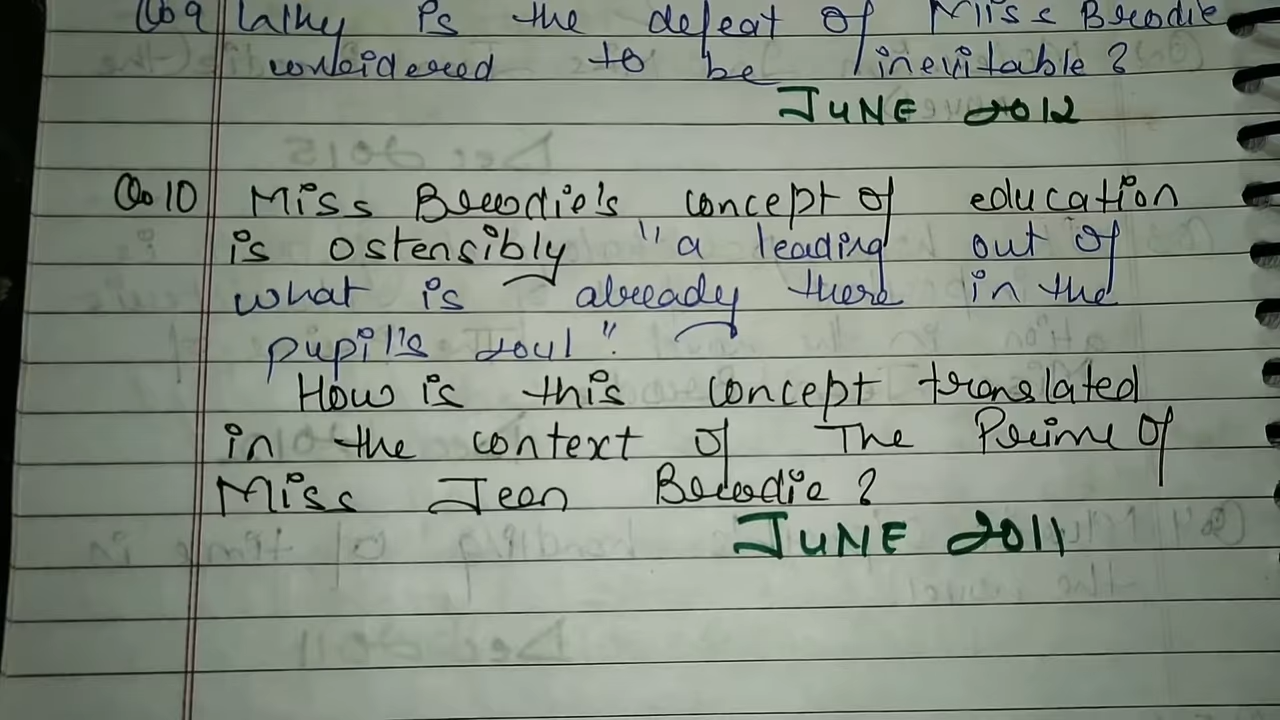 Q.9 Why is the defeat of Miss Brodie
considered to be inevitable?
JUNE 2012
Q.10 Miss Brodie's concept of education
is ostensibly "a leading out of
what is already there in the
pupil's soul".
How is this concept translated
in the context of The Prime of
Miss Jean Brodie?
JUNE 2011